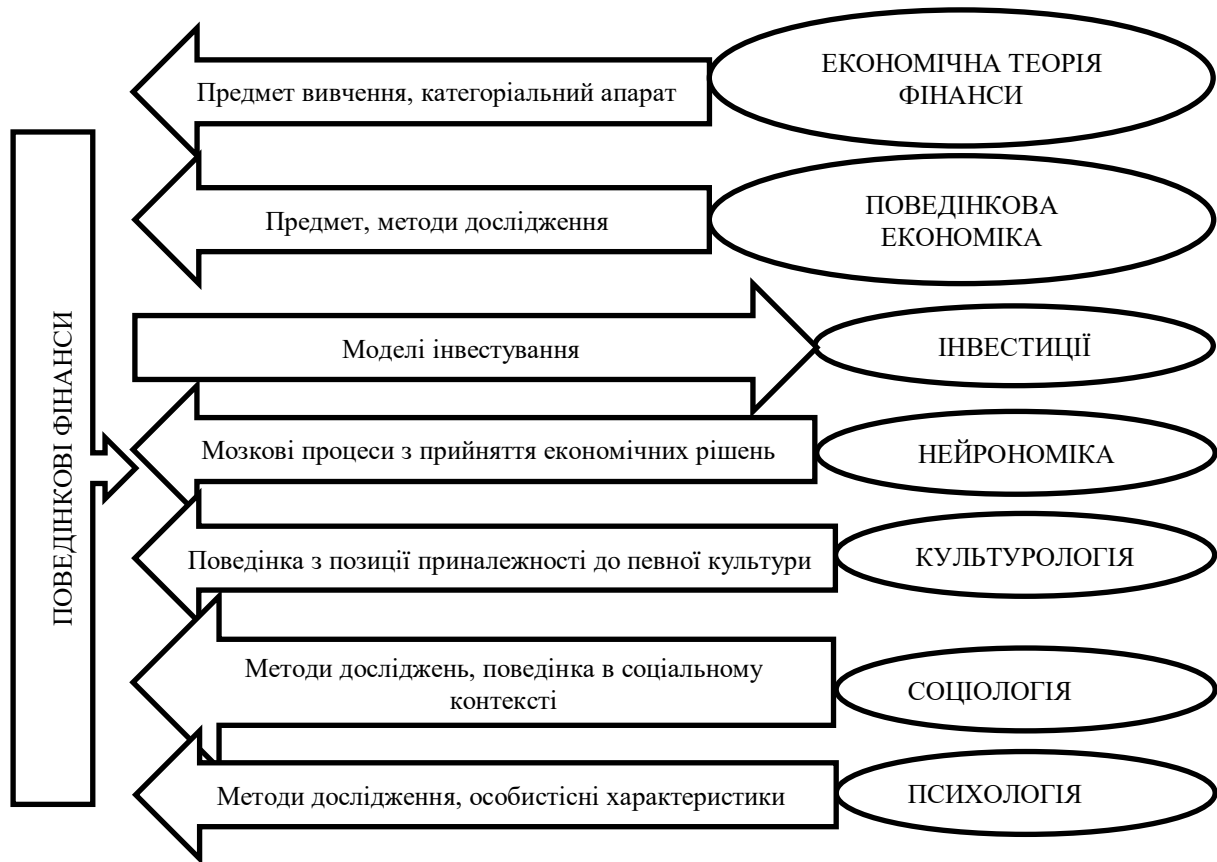 ПОВЕДІНКОВІ ФІНАНСИ
Предмет вивчення, категоріальний апарат
ЕКОНОМІЧНА ТЕОРІЯ
ФІНАНСИ
Предмет, методи дослідження
ПОВЕДІНКОВА
ЕКОНОМІКА
Моделі інвестування
ІНВЕСТИЦІЇ
Мозкові процеси з прийняття економічних рішень
НЕЙРОНОМІКА
Поведінка з позиції приналежності до певної культури
КУЛЬТУРОЛОГІЯ
Методи досліджень, поведінка в соціальному
контексті
СОЦІОЛОГІЯ
Методи дослідження, особистісні характеристики
ПСИХОЛОГІЯ